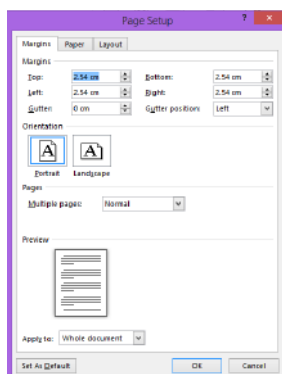 Page Setup ? ×
Margins Paper Layout
Margins
Top: 2.54 cm Bottom: 2.54 cm
Left: 2.54 cm Right: 2.54 cm
Gutter: 0 cm Gutter position: Left
Orientation
A A
Portrait Landscape
Pages
Multiple pages: Normal
Preview
Apply to: Whole document
Set As Default OK Cancel